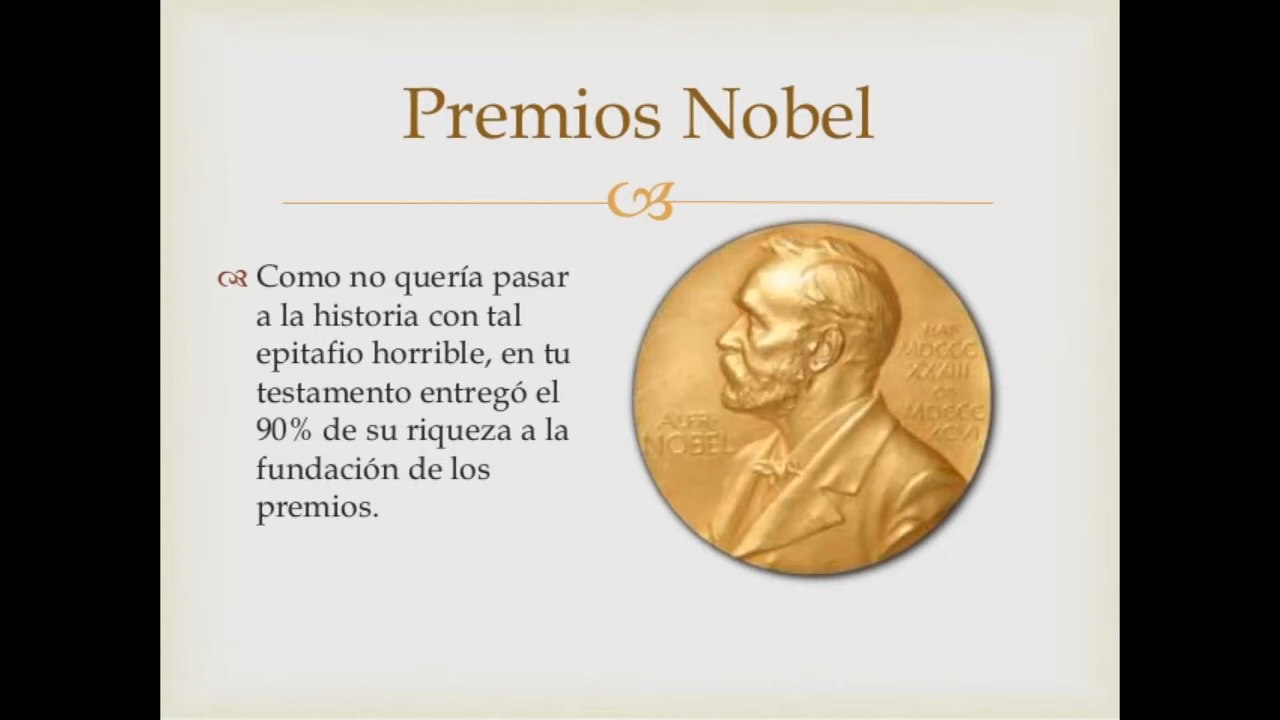 Premios Nobel
Como no quería pasar
a la historia con tal
epitafio horrible, en tu
testamento entregó el
90% de su riqueza a la
fundación de los
premios.
ALFR.
NOBEL
NAT.
MDCCC
XXXIII
OB.
MDCCC
XCVI